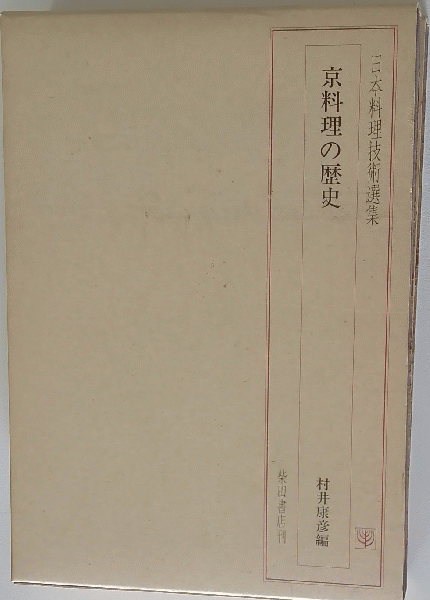 日本料理技術選集
京料理の歴史
村井康彦編
柴田書店刊